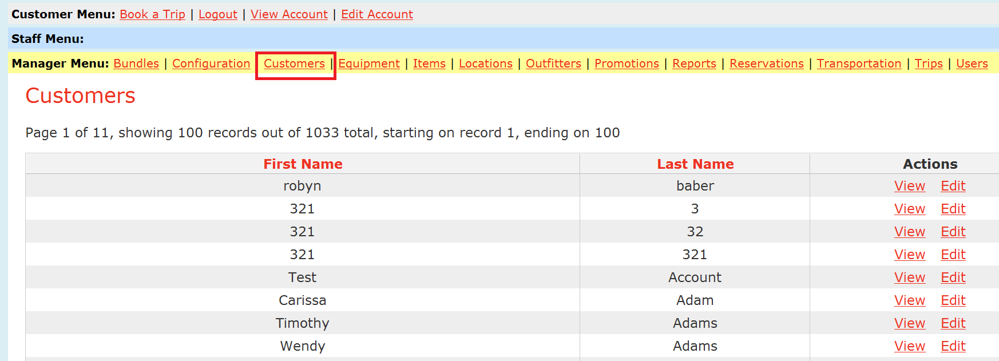 Customer Menu: Book a Trip | Logout | View Account | Edit Account
Staff Menu:
Manager Menu: Bundles | Configuration Customers | Equipment | Items | Locations | Outfitters | Promotions | Reports | Reservations | Transportation | Trips | Users
Customers
Page 1 of 11, showing 100 records out of 1033 total, starting on record 1, ending on 100
First Name Last Name Actions
robyn baber View Edit
321 3 View Edit
321 32 View Edit
321 321 View Edit
Test Account View Edit
Carissa Adam View Edit
Timothy Adams View Edit
Wendy Adams View Edit